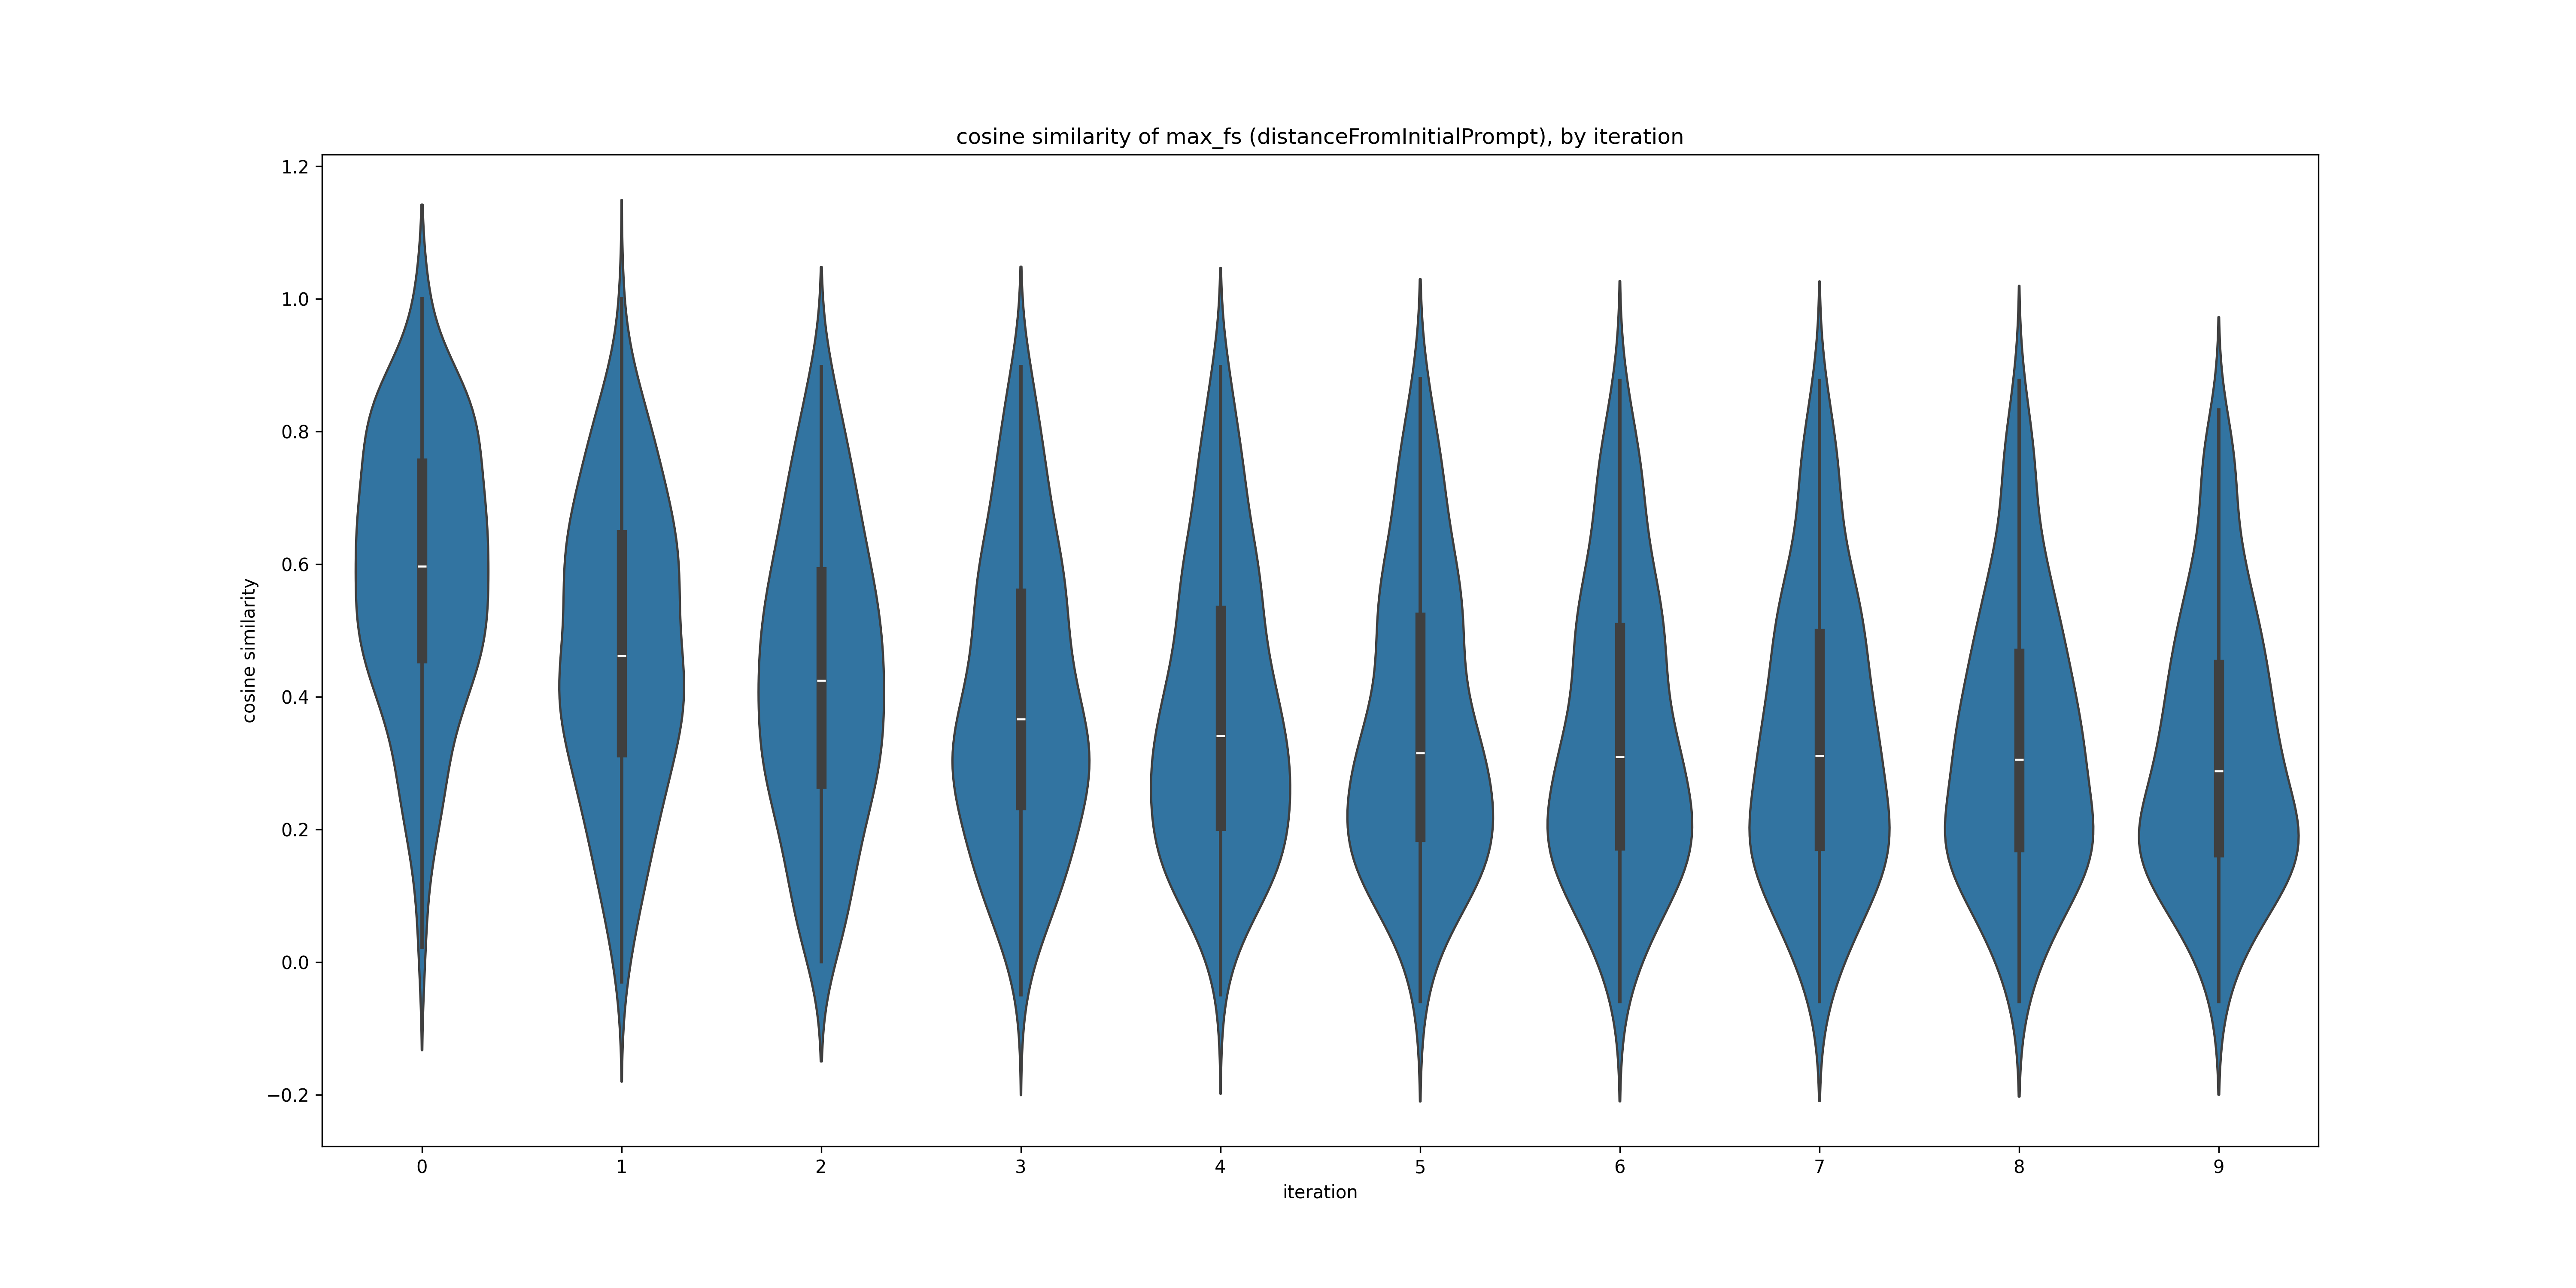 cosine similarity of max_fs (distanceFromInitialPrompt), by iteration
1.2
1.0
0.8
0.6
0.4
0.2
0.0
−0.2
cosine similarity
0 1 2 3 4 5 6 7 8 9
iteration